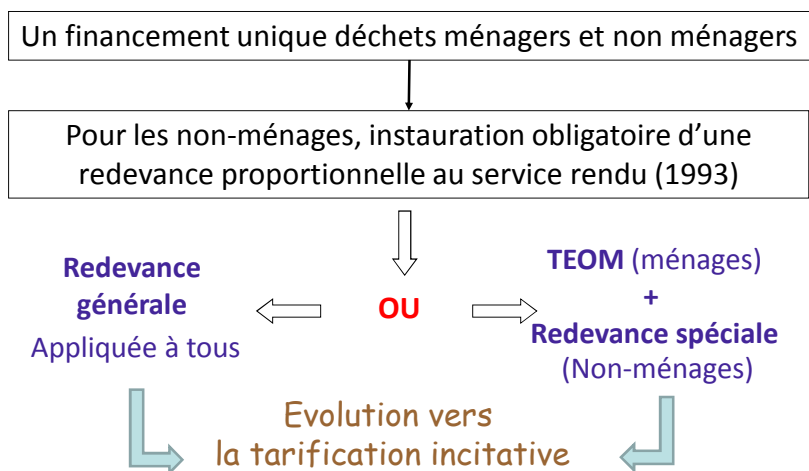 Un financement unique déchets ménagers et non ménagers
Pour les non-ménages, instauration obligatoire d’une
redevance proportionnelle au service rendu (1993)
Redevance
générale
Appliquée à tous
OU
TEOM (ménages)
+
Redevance spéciale
(Non-ménages)
Evolution vers
la tarification incitative